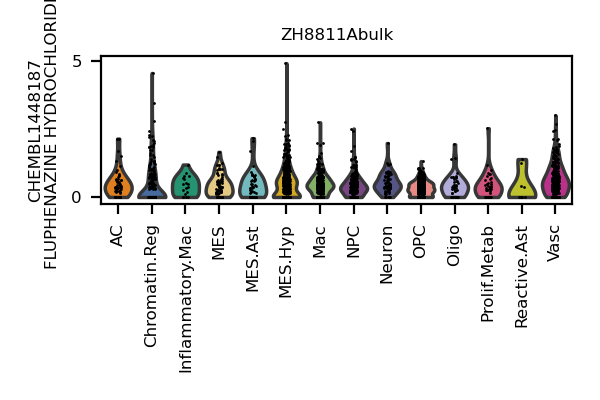 ZH8811Abulk
CHEMBL1448187
FLUPHENAZINE HYDROCHLORIDE
5
0
AC
Chromatin.Reg
Inflammatory.Mac
MES
MES.Ast
MES.Hyp
Mac
NPC
Neuron
OPC
Oligo
Prolif.Metab
Reactive.Ast
Vasc